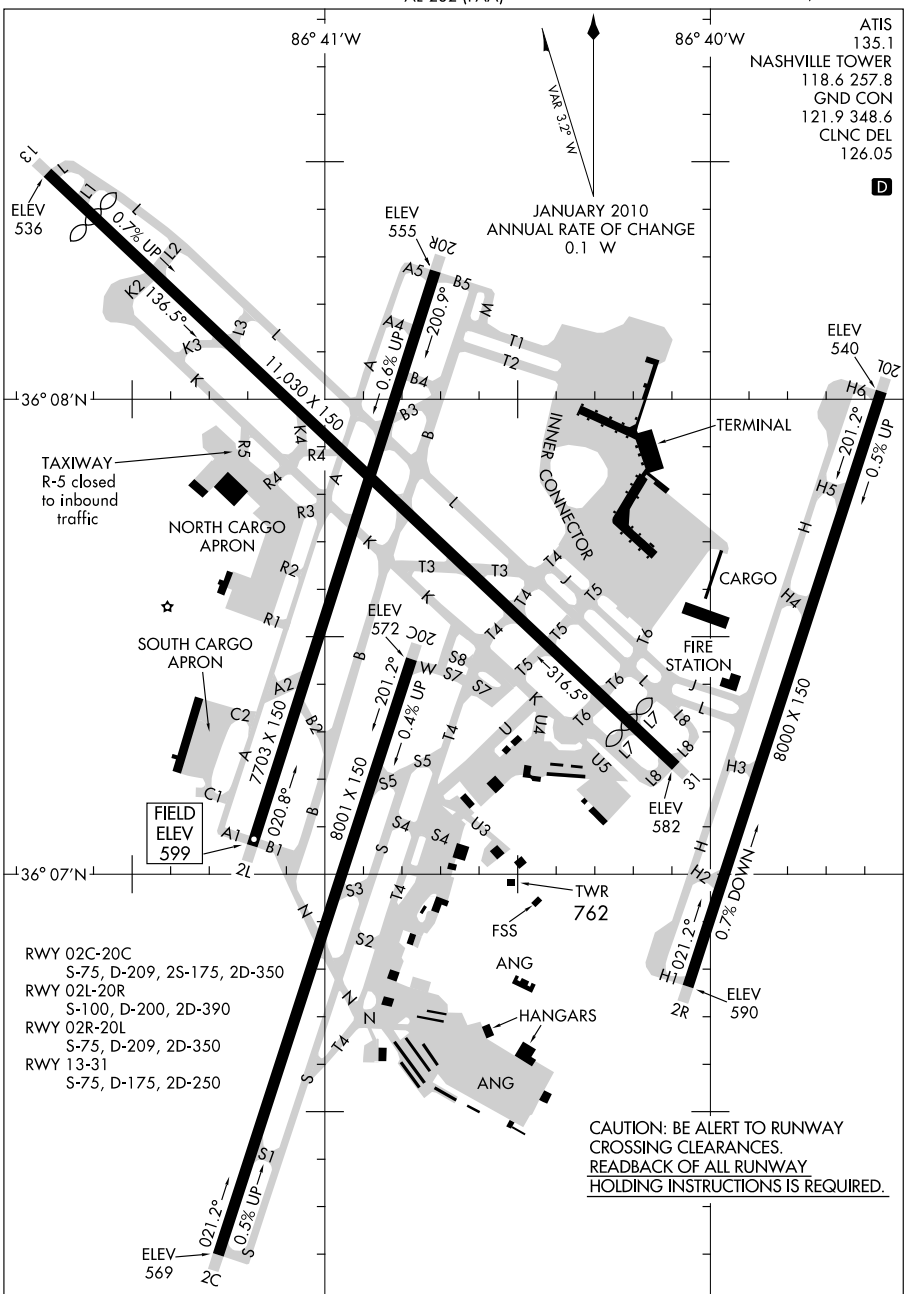 AL-282 (FAA)
86°41'W
86°40'W
ATIS
135.1
NASHVILLE TOWER
118.6 257.8
GND CON
121.9 348.6
CLNC DEL
126.05
D
VAR 3.2° W
JANUARY 2010
ANNUAL RATE OF CHANGE
0.1 W
13
ELEV
536
L
L1
L
0.7% UP
L2
K2
136.5°
K3
L3
L
K
11,030 X 150
ELEV
555
20R
A5
B5
200.9°
A4
A
0.6% UP
W
T1
T2
B4
B3
B
ELEV
540
20L
H6
201.2°
0.5% UP
H5
H
H4
36°08'N
TAXIWAY
R-5 closed
to inbound
traffic
R5
K4
R4
R4
A
R3
NORTH CARGO
APRON
R2
R1
K
L
INNER
CONNECTOR
TERMINAL
T3
T3
K
T4
T4
T4
J
T5
T5
T5
T6
T6
T6
CARGO
FIRE
STATION
ELEV
572
20C
W
S8
S7
S7
B
201.2°
0.4% UP
SOUTH CARGO
APRON
A2
B2
C2
A
C1
7703 X 150
020.8°
FIELD
ELEV
599
A1
B1
2L
8001 X 150
B
T4
S5
S5
S4
S4
S
316.5°
K
U
U4
U5
U3
L
J
L
L7
L7
L8
L8
L8
31
ELEV
582
8000 X 150
H3
H
H2
36°07'N
N
S3
T4
S2
TWR
762
FSS
ANG
021.2°
0.7% DOWN
H1
2R
ELEV
590
RWY 02C-20C
S-75, D-209, 2S-175, 2D-350
RWY 02L-20R
S-100, D-200, 2D-390
RWY 02R-20L
S-75, D-209, 2D-350
RWY 13-31
S-75, D-175, 2D-250
N
N
T4
S
HANGARS
ANG
CAUTION: BE ALERT TO RUNWAY
CROSSING CLEARANCES.
READBACK OF ALL RUNWAY
HOLDING INSTRUCTIONS IS REQUIRED.
S1
021.2°
0.5% UP
S
ELEV
569
2C